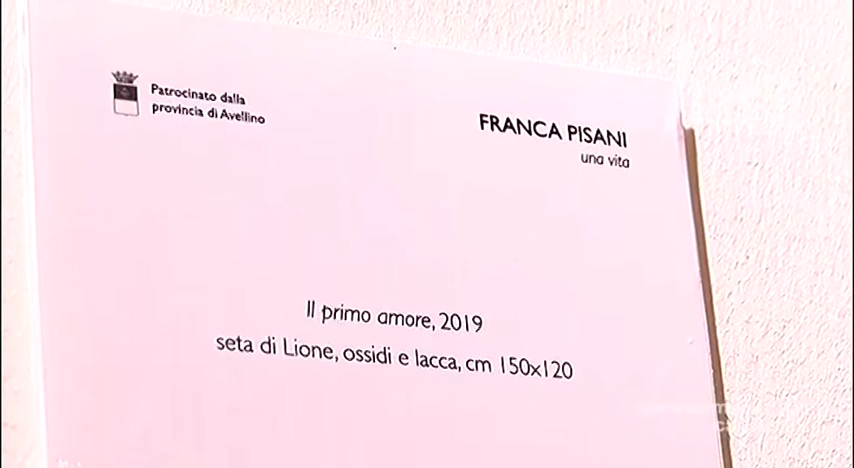 Patrocinato dalla
provincia di Avellino
FRANCA PISANI
una vita
Il primo amore, 2019
seta di Lione, ossidi e lacca, cm 150x120